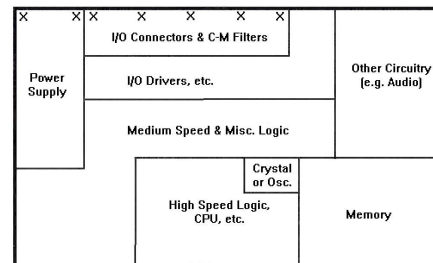 X X X X X X X
I/O Connectors & C-M Filters
Power
Supply
I/O Drivers, etc.
Other Circuitry
(e.g. Audio)
Medium Speed & Misc. Logic
Crystal
or Osc.
High Speed Logic,
CPU, etc.
Memory